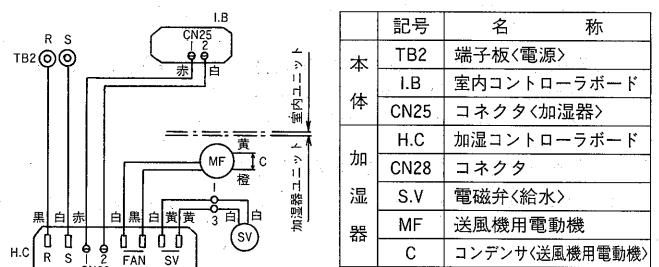 I.B
CN25
1 2
R S
TB2
赤 白
室内ユニット
加湿器ユニット
黄
MF
C
橙
1
3
白 白
SV
黒 白 赤 白 黒 白 黄 黄
H.C
R S 1 2 FAN SV
記号 名 称
本体
TB2 端子板<電源>
I.B 室内コントローラボード
CN25 コネクタ<加湿器>
加湿器
H.C 加湿コントローラボード
CN28 コネクタ
S.V 電磁弁<給水>
MF 送風機用電動機
C コンデンサ<送風機用電動機>